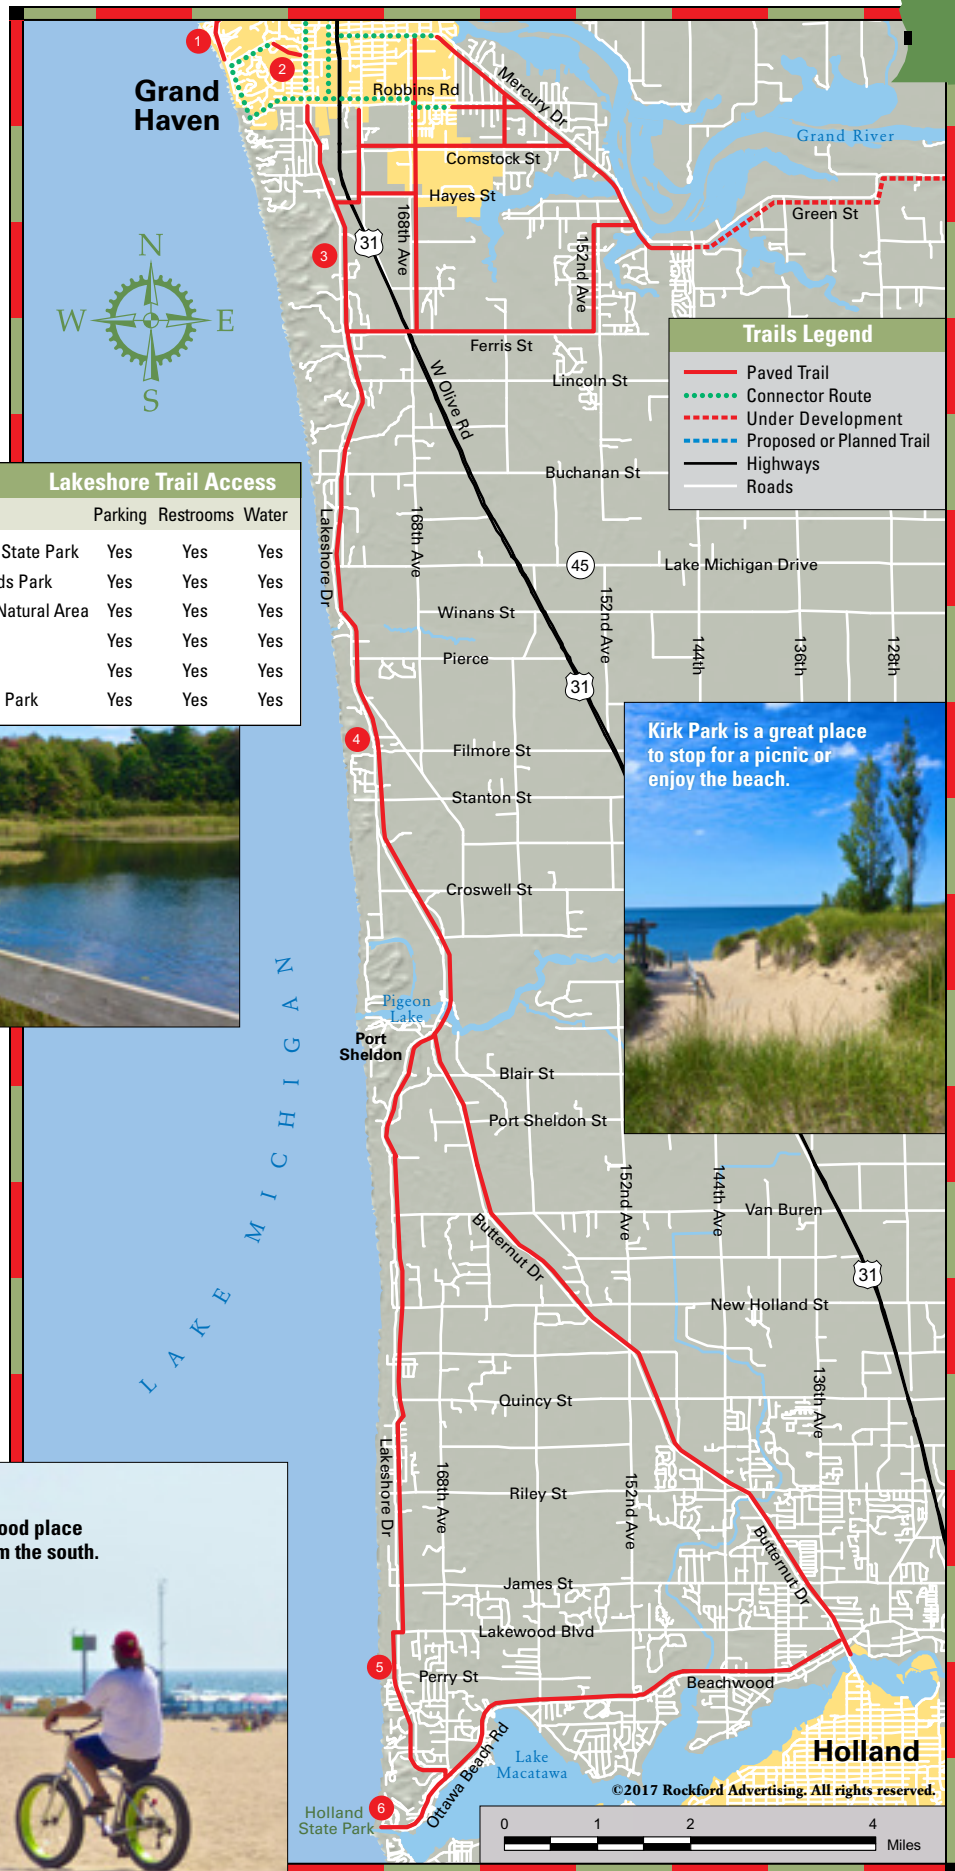 1
2
Grand
Haven
Robbins Rd
Mercury Dr
Grand River
Comstock St
Hayes St
Green St
168th Ave
31
152nd Ave
3
N
W
E
S
Ferris St
W Olive Rd
Lincoln St
Buchanan St
Trails Legend
Paved Trail
Connector Route
Under Development
Proposed or Planned Trail
Highways
Roads
Lakeshore Trail Access
Parking Restrooms Water
State Park Yes Yes Yes
ds Park Yes Yes Yes
Natural Area Yes Yes Yes
Yes Yes Yes
Yes Yes Yes
Park Yes Yes Yes
Lakeshore Dr
168th Ave
45
Lake Michigan Drive
152nd Ave
Winans St
Pierce
144th
136th
128th
31
4
Filmore St
Stanton St
Kirk Park is a great place
to stop for a picnic or
enjoy the beach.
Croswell St
LAKE MICHIGAN
Pigeon
Lake
Port
Sheldon
Blair St
Port Sheldon St
152nd Ave
144th Ave
Van Buren
Butternut Dr
31
New Holland St
136th Ave
Quincy St
Lakeshore Dr
168th Ave
Riley St
152nd Ave
ood place
m the south.
Butternut Dr
James St
Lakewood Blvd
5
Perry St
Beachwood
Ottawa Beach Rd
Lake
Macatawa
Holland
©2017 Rockford Advertising. All rights reserved.
6
Holland
State Park
0 1 2 4
Miles